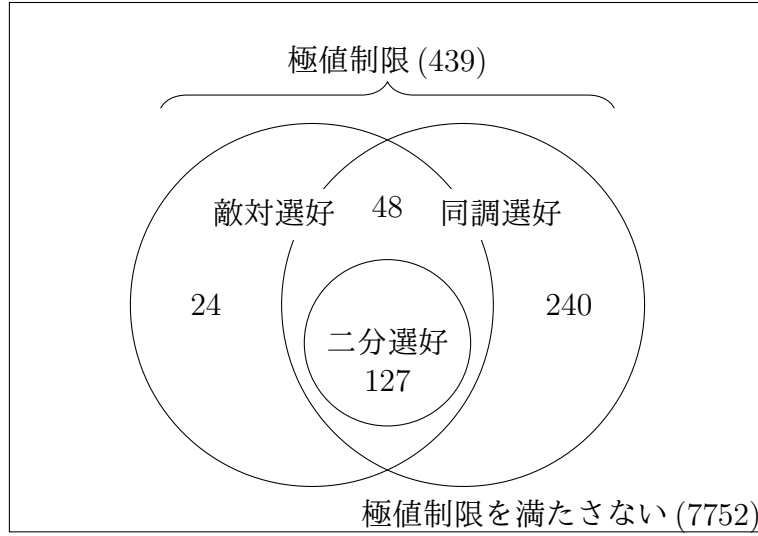 極値制限 (439)
敵対選好
48
同調選好
24
240
二分選好
127
極値制限を満たさない (7752)